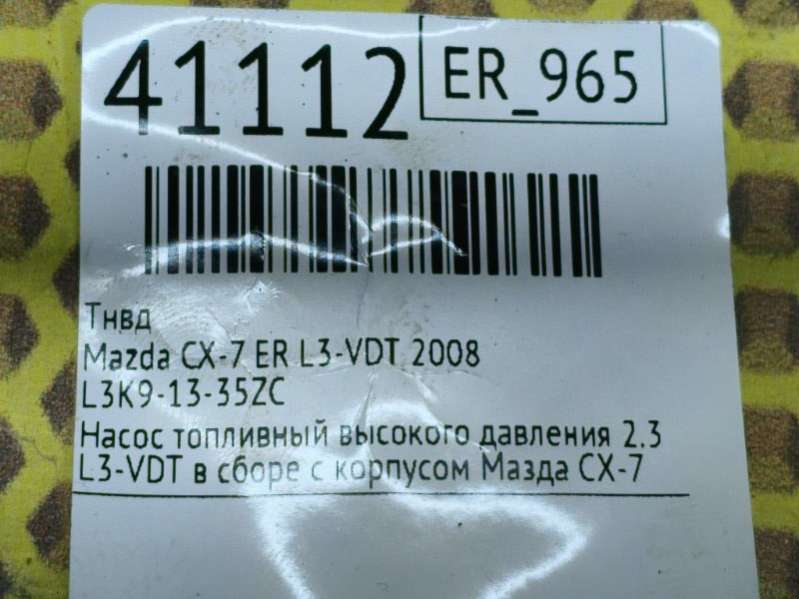 41112 ER_965
Тнвд
Mazda CX-7 ER L3-VDT 2008
L3K9-13-35ZC
Насос топливный высокого давления 2.3
L3-VDT в сборе с корпусом Мазда CX-7